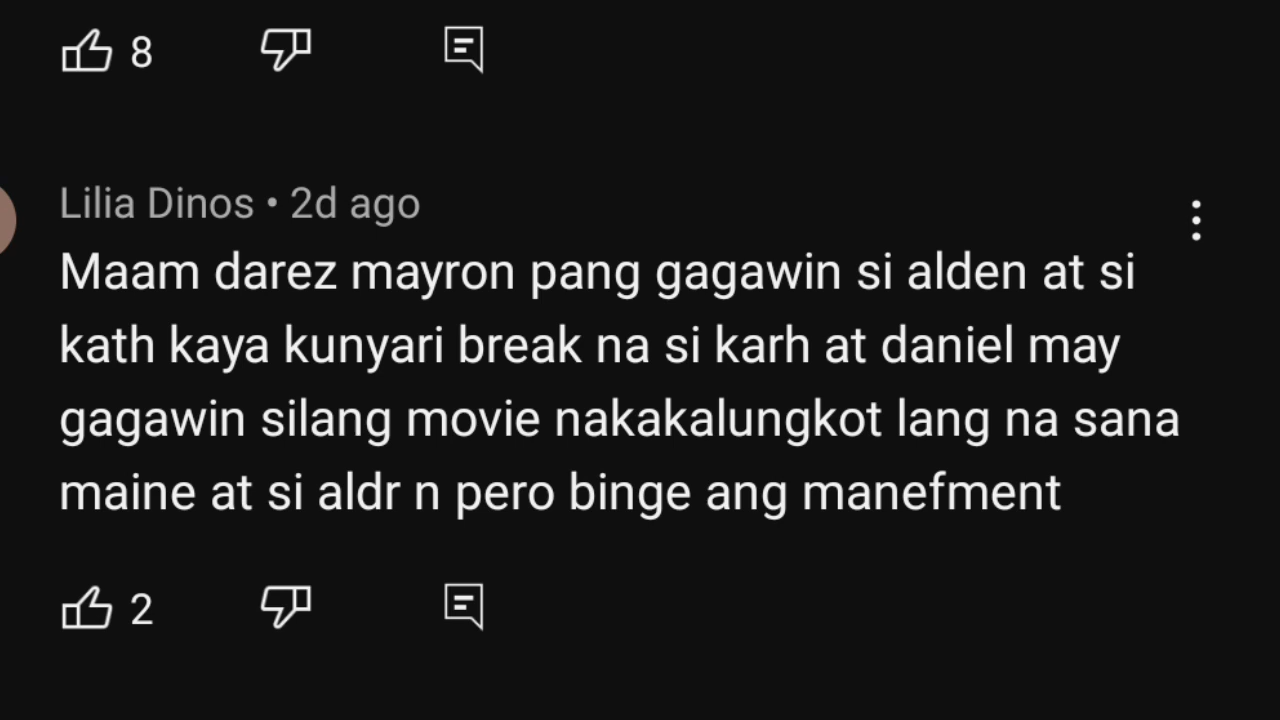 8
Lilia Dinos • 2d ago
Maam darez mayron pang gagawin si alden at si
kath kaya kunyari break na si karh at daniel may
gagawin silang movie nakakalungkot lang na sana
maine at si aldr n pero binge ang manefment
2